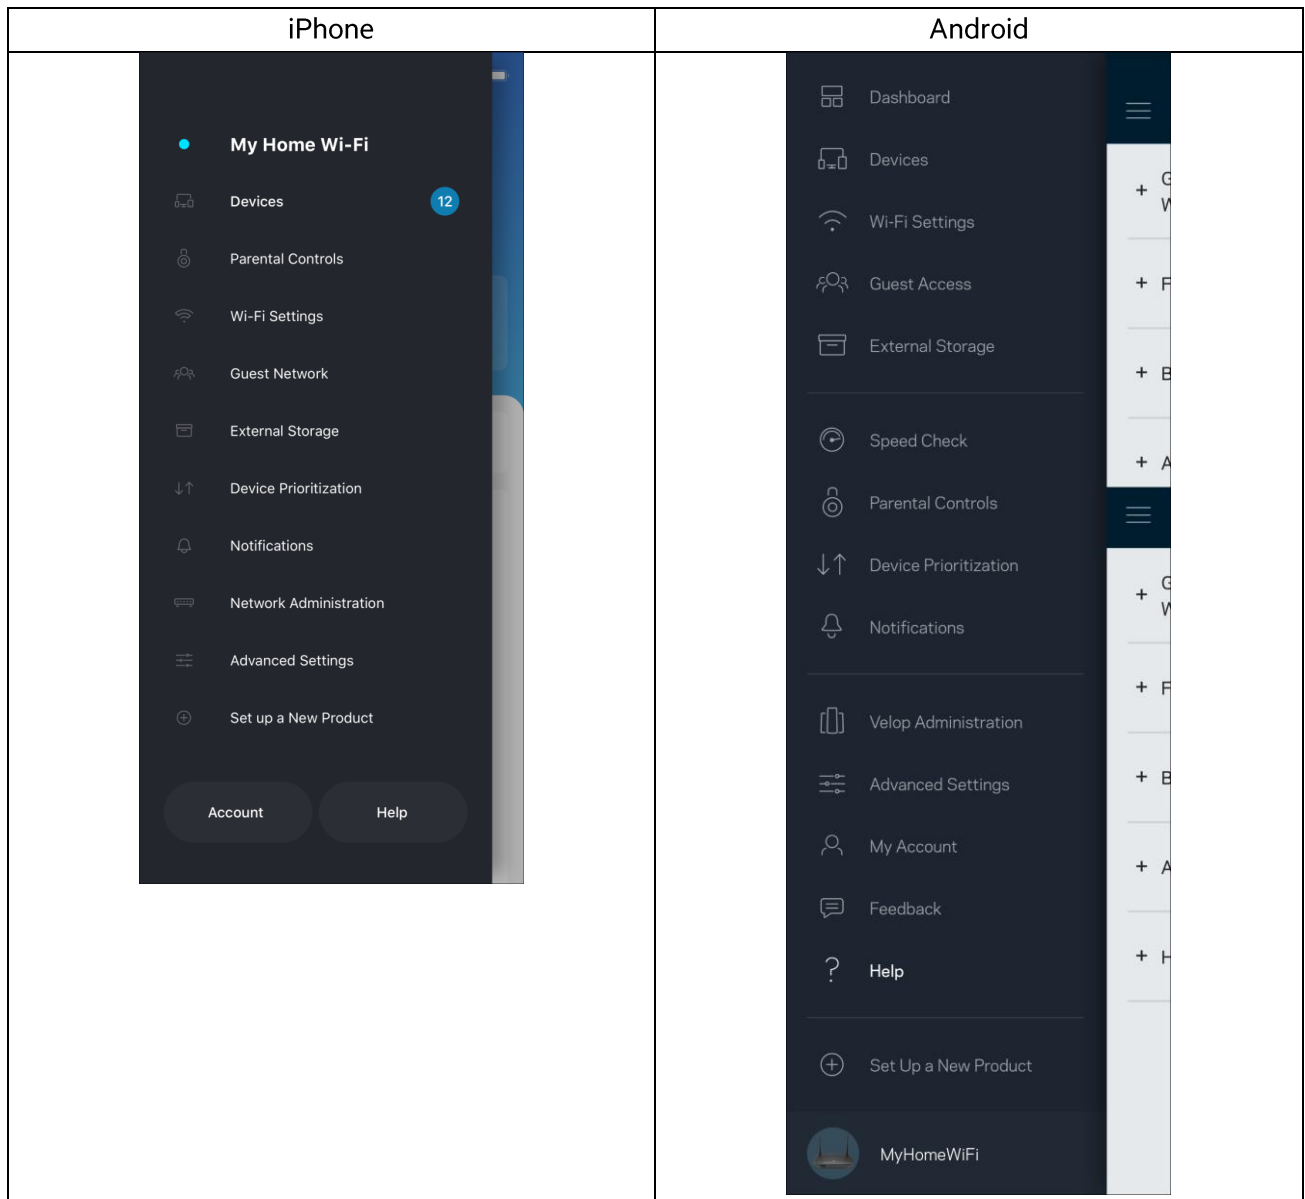 iPhone
Android
My Home Wi-Fi
Devices
12
Parental Controls
Wi-Fi Settings
Guest Network
External Storage
Device Prioritization
Notifications
Network Administration
Advanced Settings
Set up a New Product
Account
Help
Dashboard
Devices
Wi-Fi Settings
Guest Access
External Storage
Speed Check
Parental Controls
Device Prioritization
Notifications
Velop Administration
Advanced Settings
My Account
Feedback
Help
Set Up a New Product
MyHomeWiFi
+ G
W
+ F
+ B
+ A
+ G
W
+ F
+ B
+ A
+ H